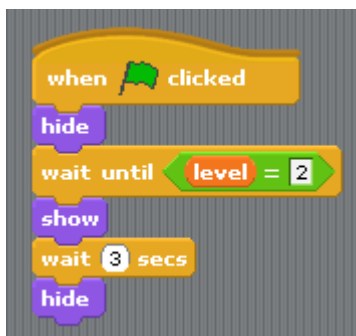 when clicked
hide
wait until level = 2
show
wait 3 secs
hide